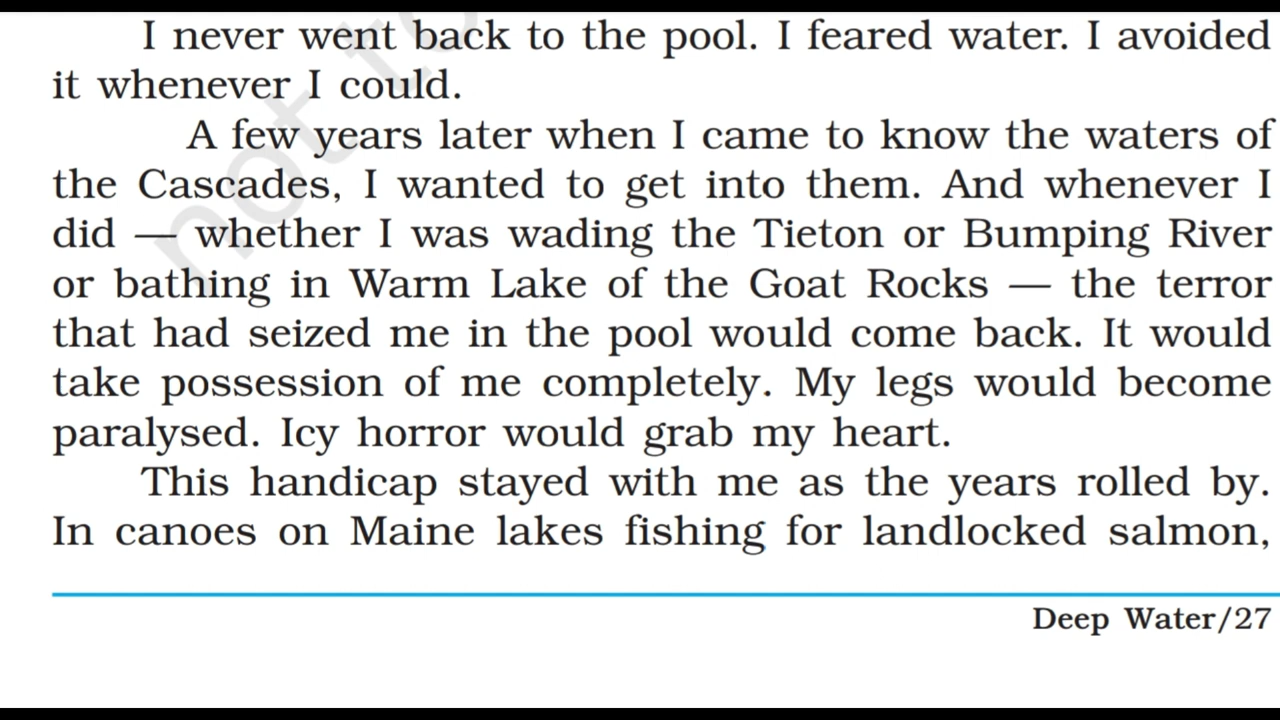 I never went back to the pool. I feared water. I avoided
it whenever I could.
A few years later when I came to know the waters of
the Cascades, I wanted to get into them. And whenever I
did — whether I was wading the Tieton or Bumping River
or bathing in Warm Lake of the Goat Rocks — the terror
that had seized me in the pool would come back. It would
take possession of me completely. My legs would become
paralysed. Icy horror would grab my heart.
This handicap stayed with me as the years rolled by.
In canoes on Maine lakes fishing for landlocked salmon,
Deep Water/27
not to